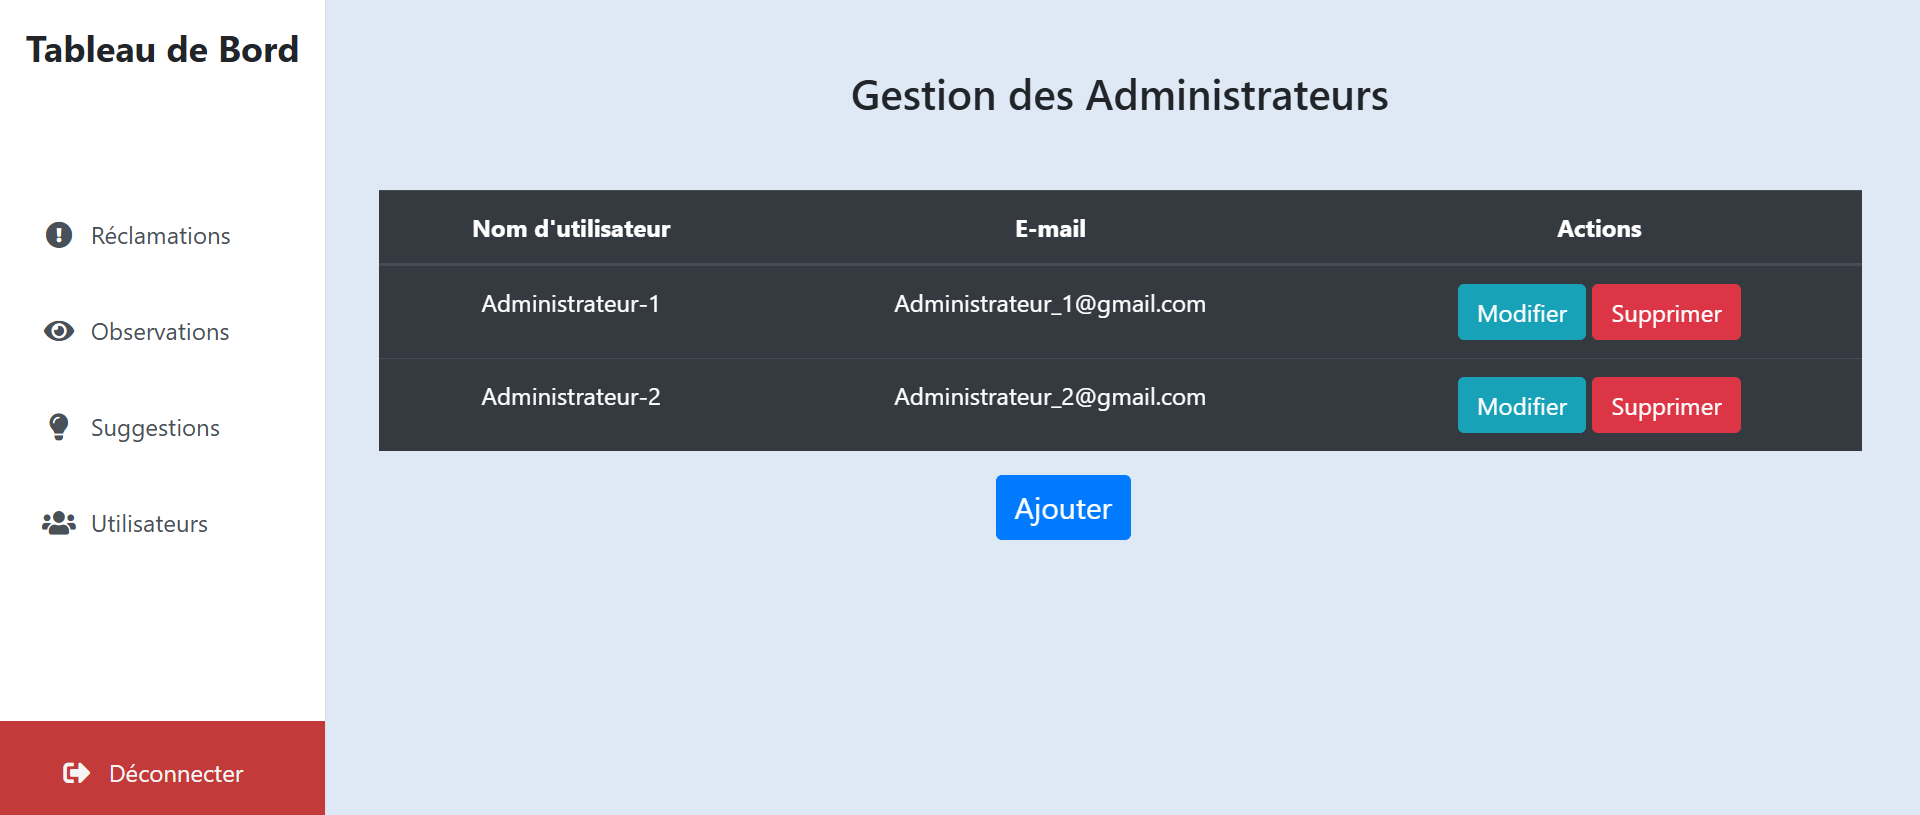 Tableau de Bord
Réclamations
Observations
Suggestions
Utilisateurs
Déconnecter
Gestion des Administrateurs
Nom d'utilisateur E-mail Actions
Administrateur-1 Administrateur_1@gmail.com Modifier Supprimer
Administrateur-2 Administrateur_2@gmail.com Modifier Supprimer
Ajouter